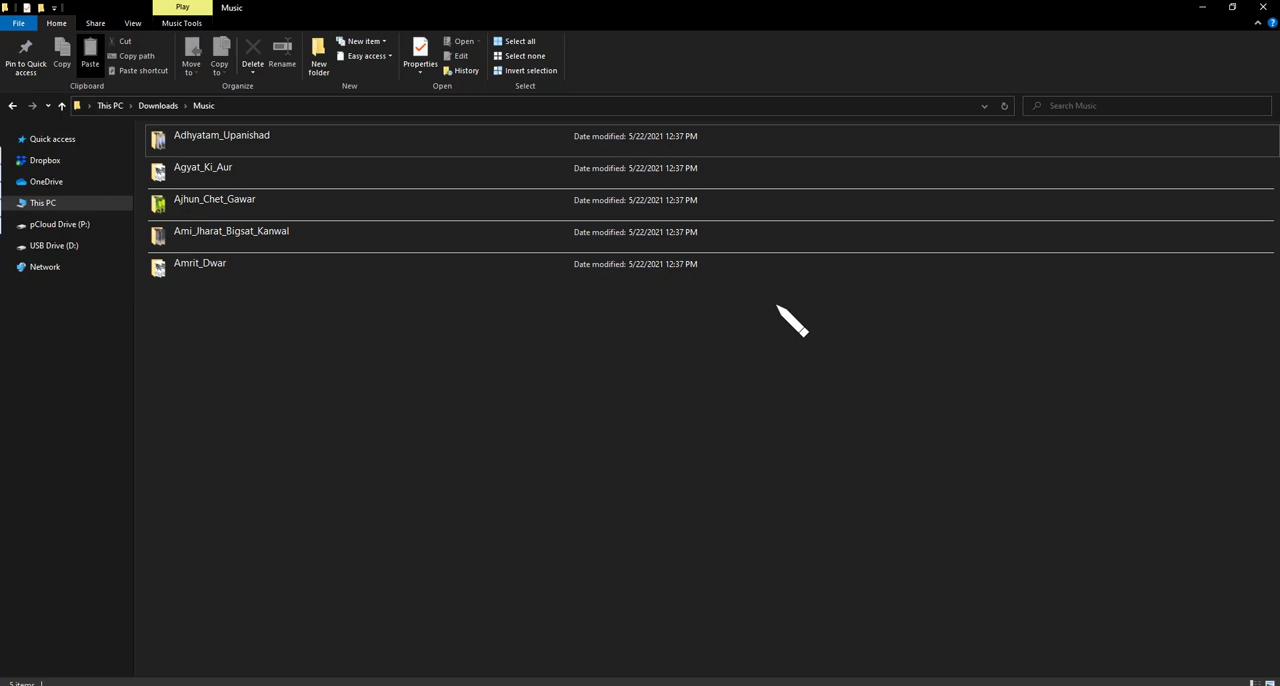 Play
Music
File
Home
Share
View
Music Tools
Pin to Quick access
Copy
Paste
Cut
Copy path
Paste shortcut
Clipboard
Move to
Copy to
Delete
Rename
Organize
New folder
New item
Easy access
New
Properties
Open
Edit
History
Open
Select all
Select none
Invert selection
Select
This PC
Downloads
Music
Search Music
Quick access
Dropbox
OneDrive
This PC
pCloud Drive (P:)
USB Drive (D:)
Network
Adhyatam_Upanishad
Date modified: 5/22/2021 12:37 PM
Agyat_Ki_Aur
Date modified: 5/22/2021 12:37 PM
Ajhun_Chet_Gawar
Date modified: 5/22/2021 12:37 PM
Ami_Jharat_Bigsat_Kanwal
Date modified: 5/22/2021 12:37 PM
Amrit_Dwar
Date modified: 5/22/2021 12:37 PM
5 items